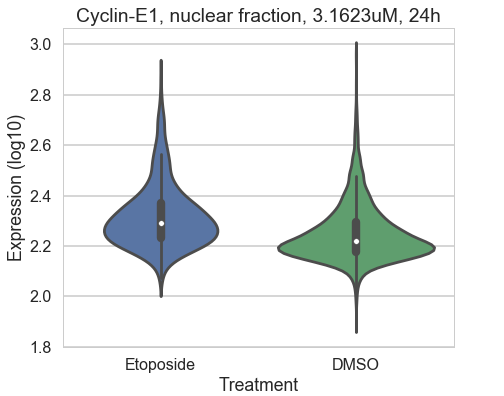 Cyclin-E1, nuclear fraction, 3.1623uM, 24h
3.0
2.8
2.6
2.4
2.2
2.0
1.8
Expression (log10)
Etoposide
DMSO
Treatment